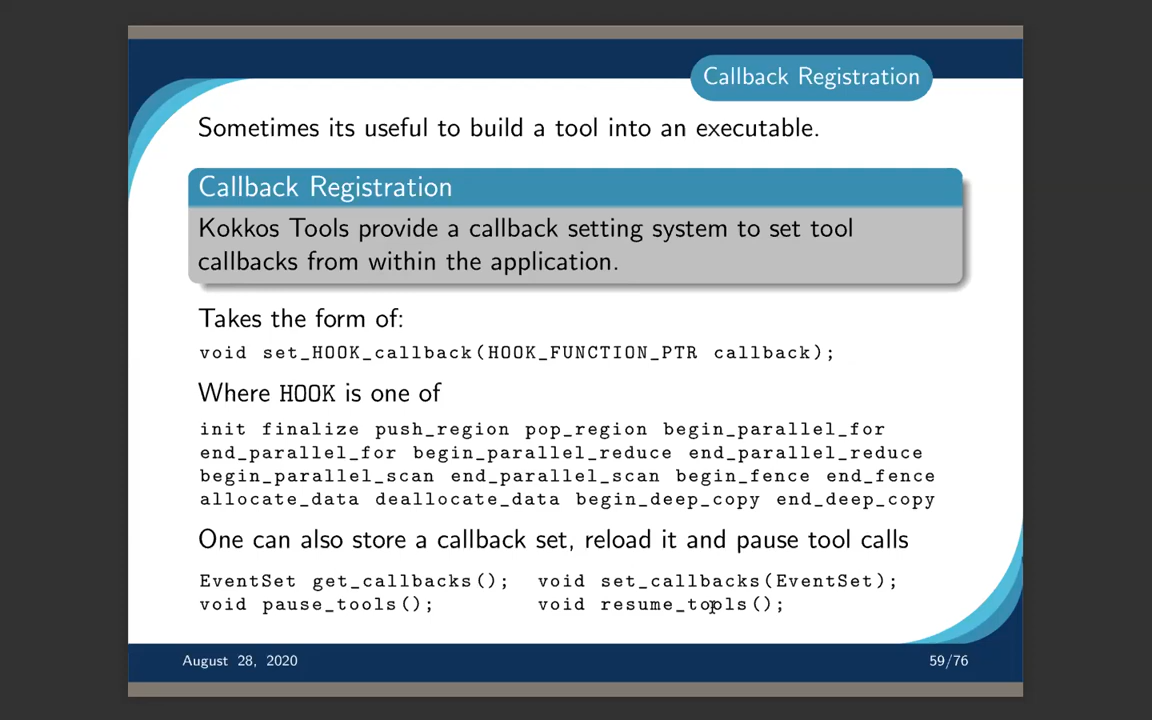 Callback Registration
Sometimes its useful to build a tool into an executable.
Callback Registration
Kokkos Tools provide a callback setting system to set tool
callbacks from within the application.
Takes the form of:
void set_HOOK_callback(HOOK_FUNCTION_PTR callback);
Where HOOK is one of
init finalize push_region pop_region begin_parallel_for
end_parallel_for begin_parallel_reduce end_parallel_reduce
begin_parallel_scan end_parallel_scan begin_fence end_fence
allocate_data deallocate_data begin_deep_copy end_deep_copy
One can also store a callback set, reload it and pause tool calls
EventSet get_callbacks(); void set_callbacks(EventSet);
void pause_tools(); void resume_tools();
August 28, 2020 59/76